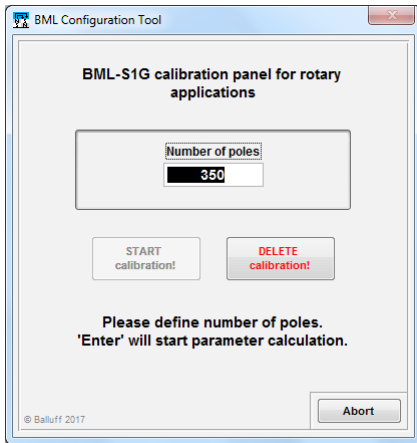 BML Configuration Tool
BML-S1G calibration panel for rotary
applications
Number of poles
350
START
calibration!
DELETE
calibration!
Please define number of poles.
'Enter' will start parameter calculation.
© Balluff 2017
Abort